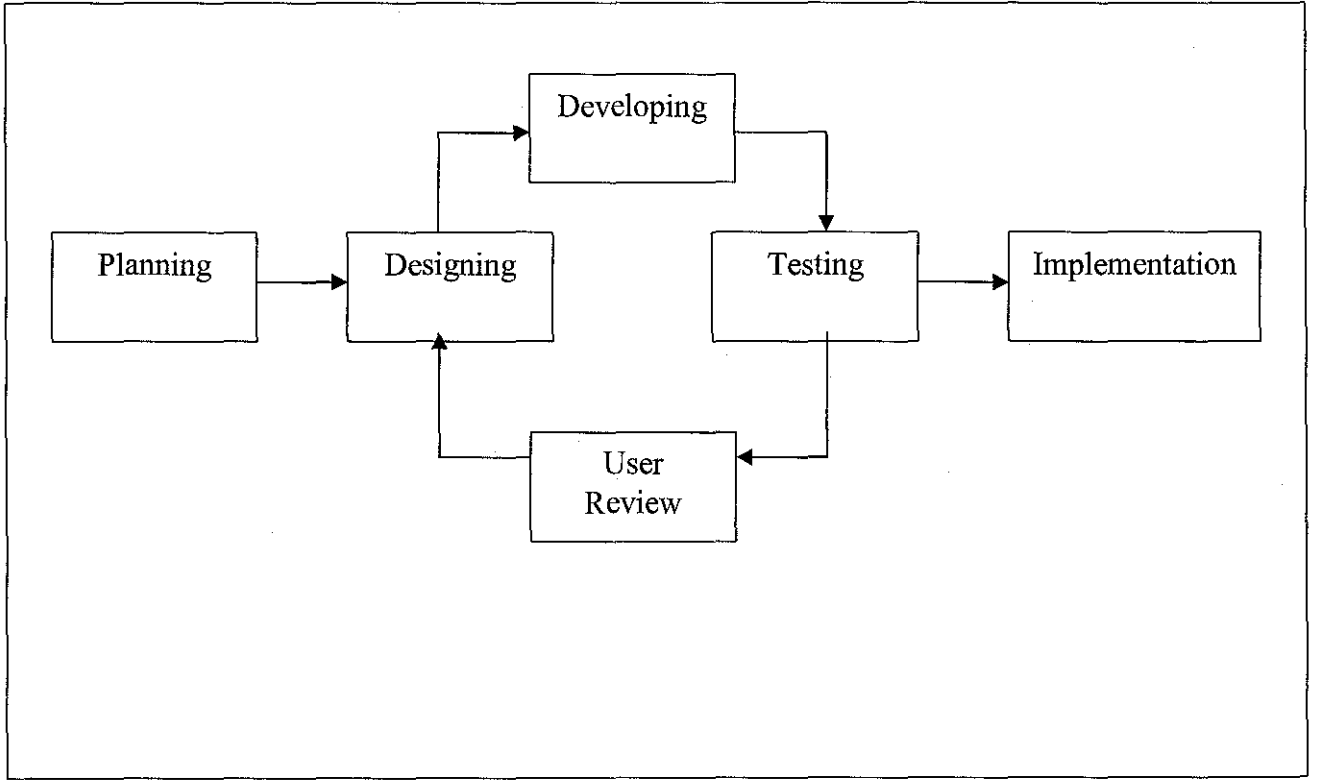 Developing
Planning
Designing
Testing
Implementation
User
Review